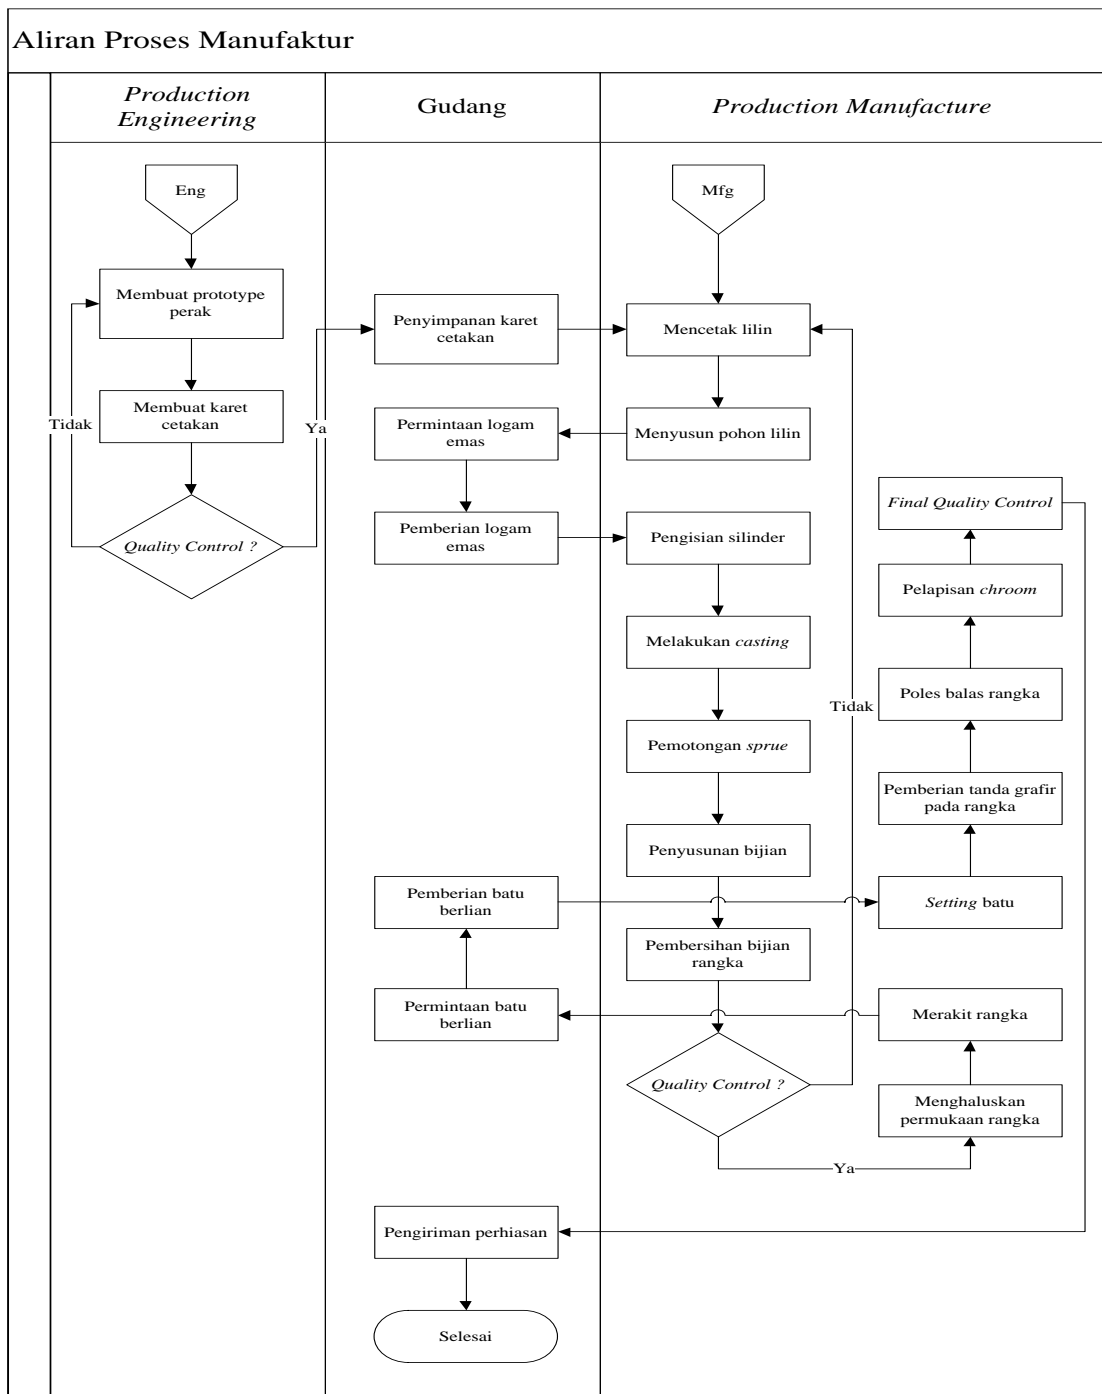 Aliran Proses Manufaktur
Production
Engineering
Gudang
Production Manufacture
Eng
Membuat prototype
perak
Membuat karet
cetakan
Tidak
Quality Control ?
Ya
Penyimpanan karet
cetakan
Permintaan logam
emas
Pemberian logam
emas
Pemberian batu
berlian
Permintaan batu
berlian
Pengiriman perhiasan
Selesai
Mfg
Mencetak lilin
Menyusun pohon lilin
Pengisian silinder
Melakukan casting
Pemotongan sprue
Penyusunan bijian
Pembersihan bijian
rangka
Quality Control ?
Tidak
Ya
Final Quality Control
Pelapisan chroom
Poles balas rangka
Pemberian tanda grafir
pada rangka
Setting batu
Merakit rangka
Menghaluskan
permukaan rangka